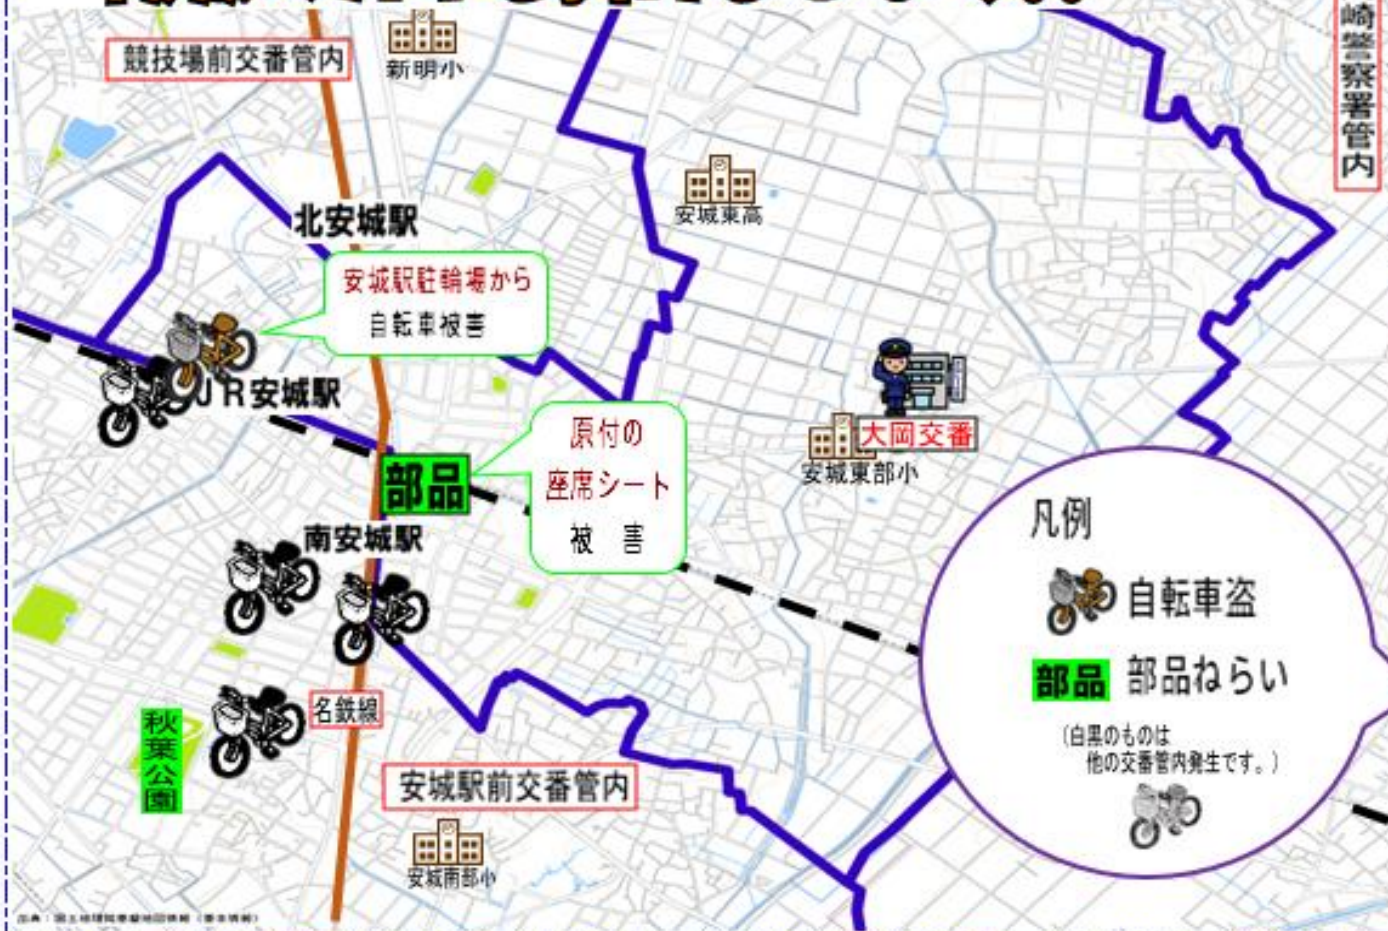 崎警察署管内
競技場前交番管内
新明小
安城東高
北安城駅
安城駅駐輪場から
自転車被害
JR安城駅
大岡交番
安城東部小
原付の
座席シート
被 害
部品
南安城駅
名鉄線
秋葉公園
安城駅前交番管内
安城南部小
凡例
自転車盗
部品 部品ねらい
(白黒のものは
他の交番管内発生です。)